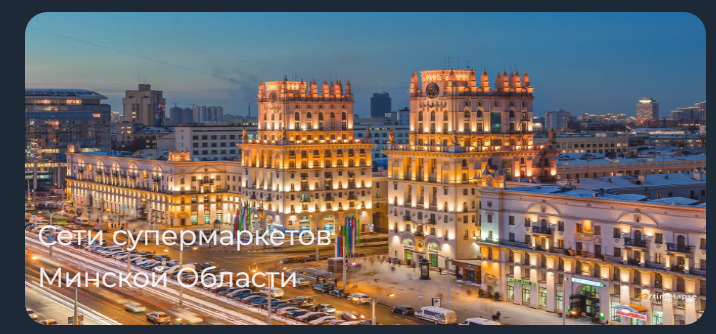 Сети супермаркетов
Минской Области